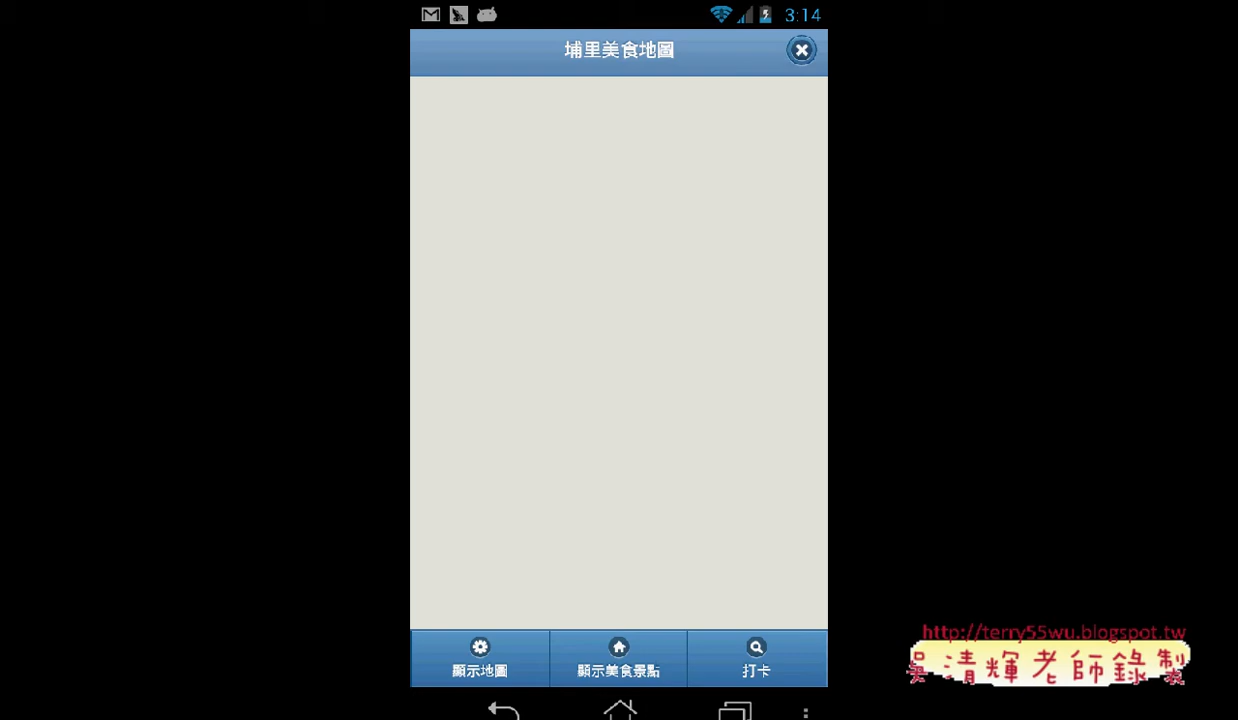 3:14
埔里美食地圖
顯示地圖
顯示美食景點
打卡
http://terry55wu.blogspot.tw
吳清輝老師錄製